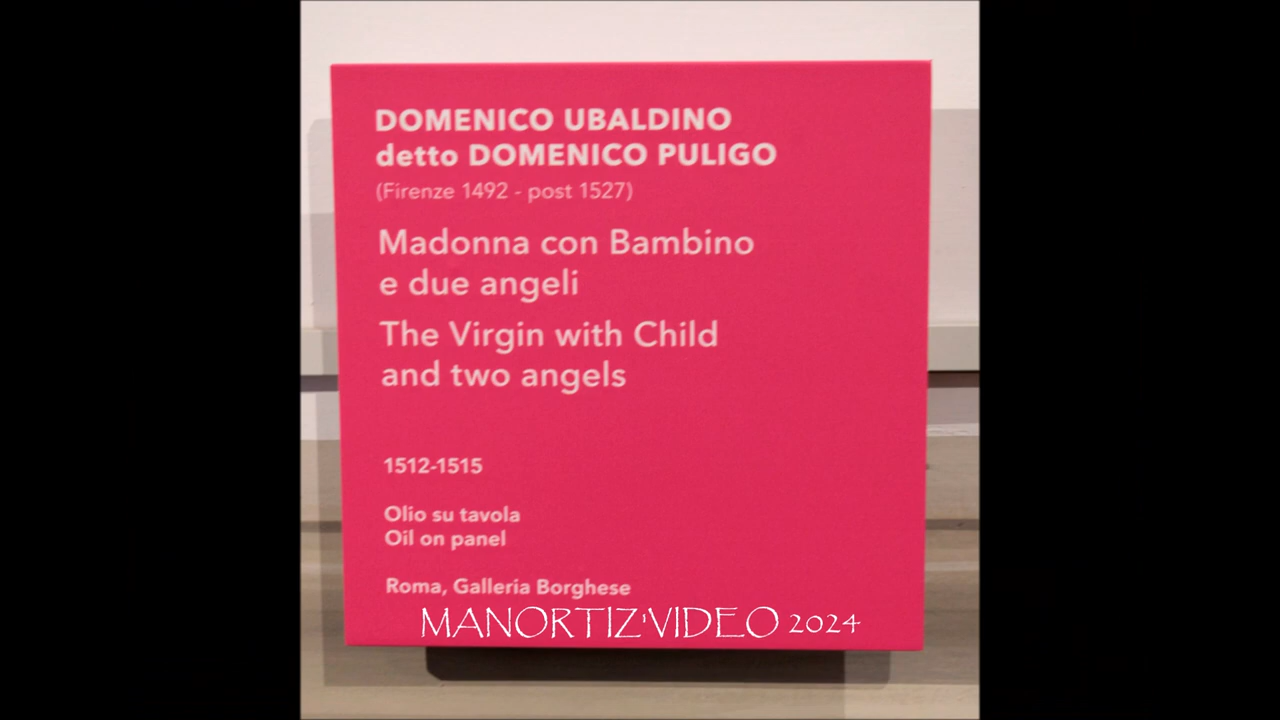 DOMENICO UBALDINO
detto DOMENICO PULIGO
(Firenze 1492 - post 1527)
Madonna con Bambino
e due angeli
The Virgin with Child
and two angels
1512-1515
Olio su tavola
Oil on panel
Roma, Galleria Borghese
MANORTIZ'VIDEO 2024